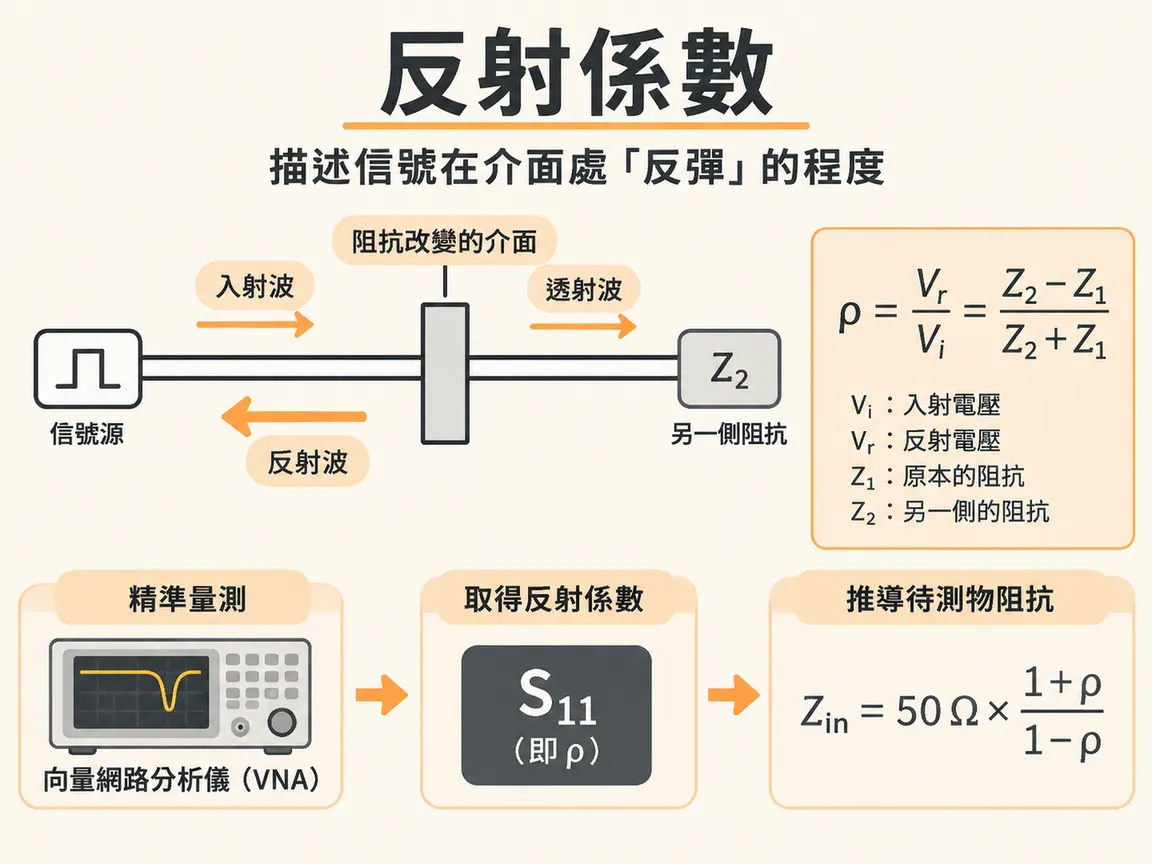 反射係數
描述信號在介面處「反彈」的程度
阻抗改變的介面
入射波
透射波
信號源
Z₂
另一側阻抗
反射波
ρ = Vᵣ/Vᵢ = (Z₂ − Z₁)/(Z₂ + Z₁)
Vᵢ：入射電壓
Vᵣ：反射電壓
Z₁：原本的阻抗
Z₂：另一側的阻抗
精準量測
向量網路分析儀（VNA）
取得反射係數
S₁₁
（即 ρ）
推導待測物阻抗
Zin = 50 Ω × (1 + ρ)/(1 − ρ)